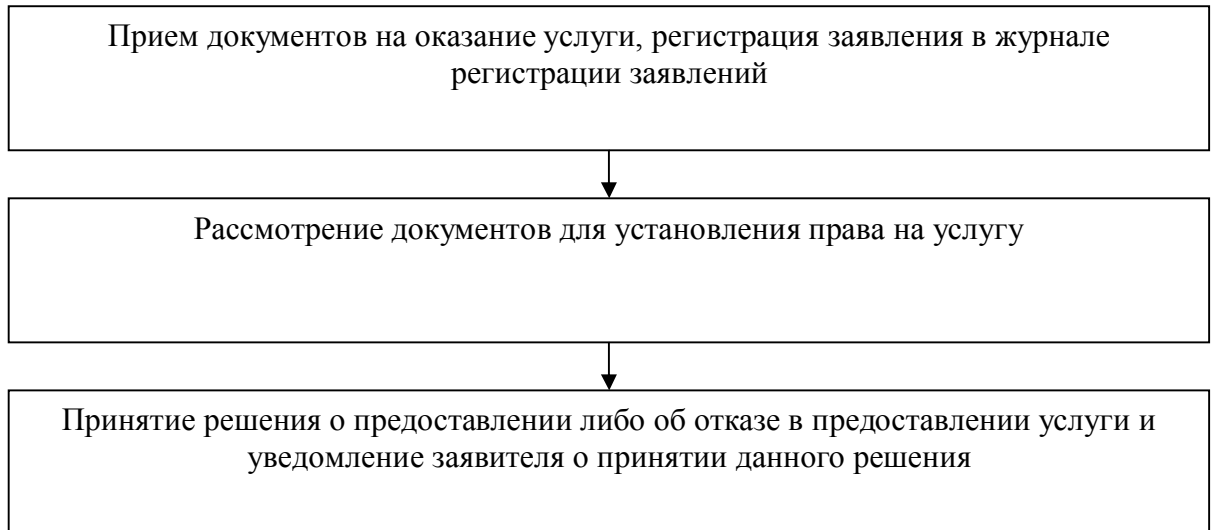 Прием документов на оказание услуги, регистрация заявления в журнале
регистрации заявлений
Рассмотрение документов для установления права на услугу
Принятие решения о предоставлении либо об отказе в предоставлении услуги и
уведомление заявителя о принятии данного решения